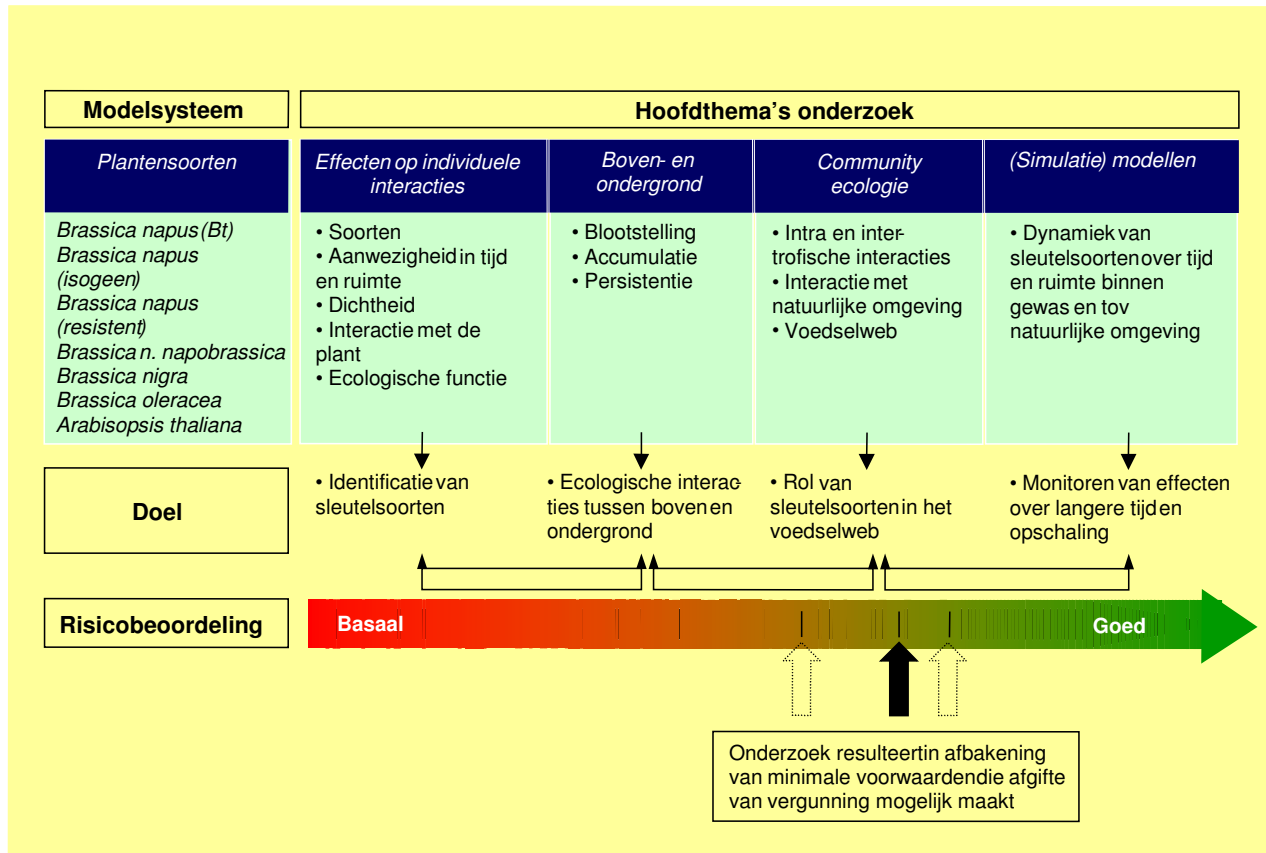 Modelsysteem
Hoofdthema's onderzoek
Plantensoorten
Effecten op individuele
interacties
Boven- en
ondergrond
Community
ecologie
(Simulatie) modellen
Brassica napus (Bt)
Brassica napus
(isogeen)
Brassica napus
(resistent)
Brassica n. napobrassica
Brassica nigra
Brassica oleracea
Arabisopsis thaliana
• Soorten
• Aanwezigheid in tijd
en ruimte
• Dichtheid
• Interactie met de
plant
• Ecologische functie
• Blootstelling
• Accumulatie
• Persistentie
• Intra en inter-
trofische interacties
• Interactie met
natuurlijke omgeving
• Voedselweb
• Dynamiek van
sleutelsoorten over tijd
en ruimte binnen
gewas en tov
natuurlijke omgeving
Doel
• Identificatie van
sleutelsoorten
• Ecologische interac-
ties tussen boven en
ondergrond
• Rol van
sleutelsoorten in het
voedselweb
• Monitoren van effecten
over langere tijd en
opschaling
Risicobeoordeling
Basaal
Goed
Onderzoek resulteert in afbakening
van minimale voorwaarden die afgifte
van vergunning mogelijk maakt